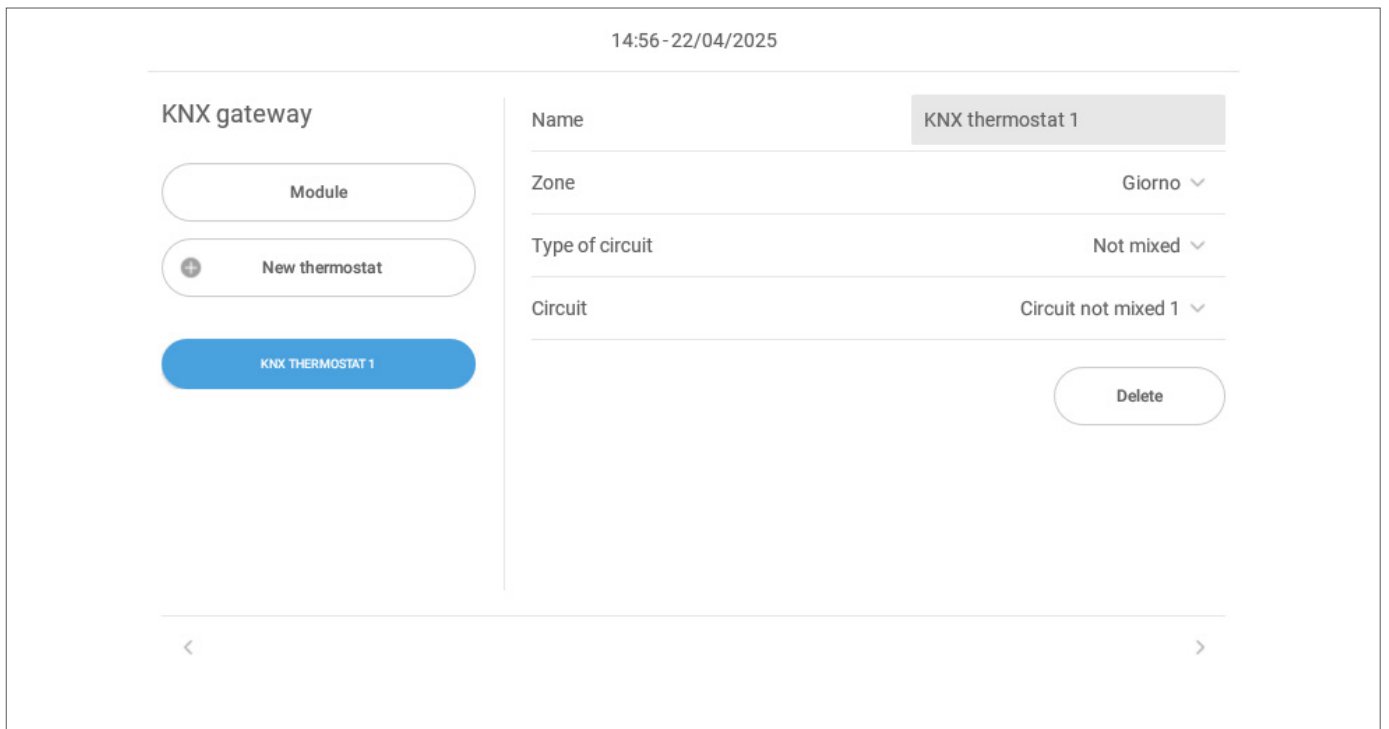 14:56-22/04/2025
KNX gateway
Module
New thermostat
KNX THERMOSTAT 1
Name
KNX thermostat 1
Zone
Giorno
Type of circuit
Not mixed
Circuit
Circuit not mixed 1
Delete